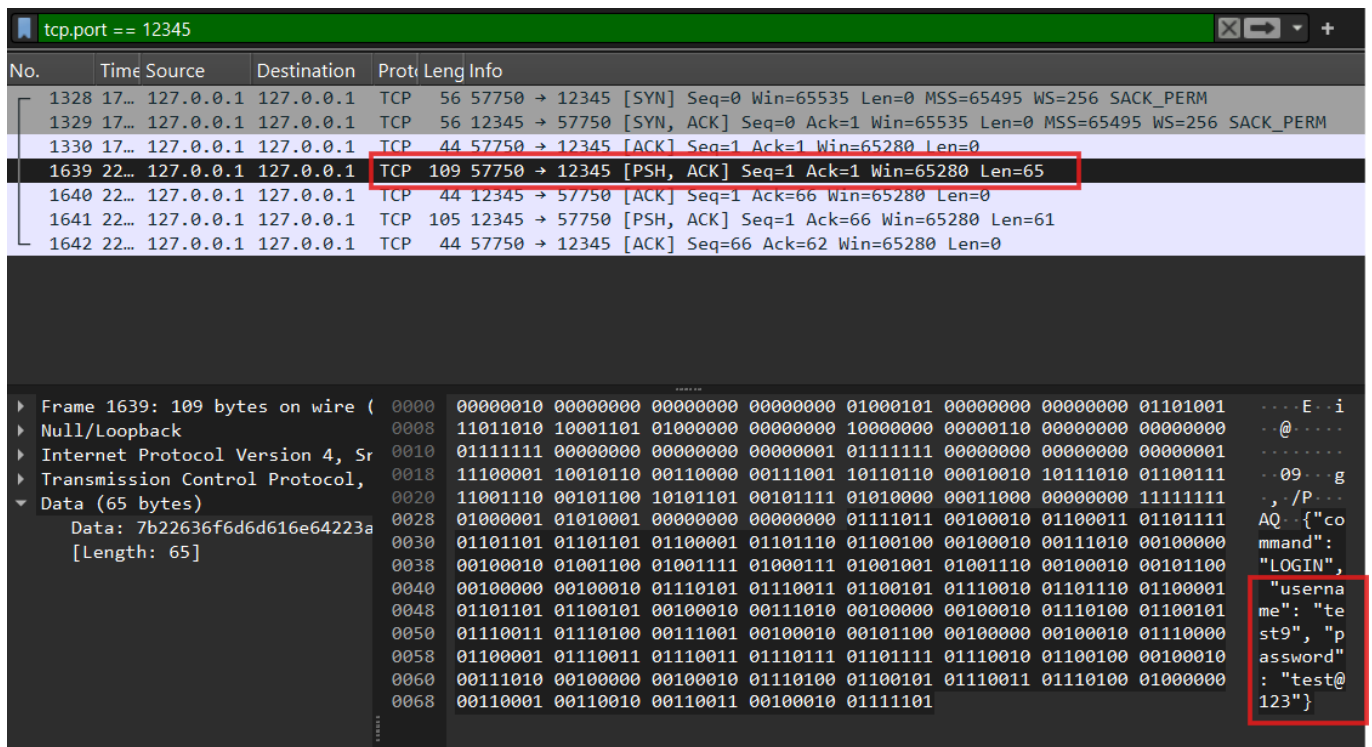 tcp.port == 12345
No. Time Source Destination Proto Leng Info
1328 17… 127.0.0.1 127.0.0.1 TCP 56 57750 → 12345 [SYN] Seq=0 Win=65535 Len=0 MSS=65495 WS=256 SACK_PERM
1329 17… 127.0.0.1 127.0.0.1 TCP 56 12345 → 57750 [SYN, ACK] Seq=0 Ack=1 Win=65535 Len=0 MSS=65495 WS=256 SACK_PERM
1330 17… 127.0.0.1 127.0.0.1 TCP 44 57750 → 12345 [ACK] Seq=1 Ack=1 Win=65280 Len=0
1639 22… 127.0.0.1 127.0.0.1 TCP 109 57750 → 12345 [PSH, ACK] Seq=1 Ack=1 Win=65280 Len=65
1640 22… 127.0.0.1 127.0.0.1 TCP 44 12345 → 57750 [ACK] Seq=1 Ack=66 Win=65280 Len=0
1641 22… 127.0.0.1 127.0.0.1 TCP 105 12345 → 57750 [PSH, ACK] Seq=1 Ack=66 Win=65280 Len=61
1642 22… 127.0.0.1 127.0.0.1 TCP 44 57750 → 12345 [ACK] Seq=66 Ack=62 Win=65280 Len=0
Frame 1639: 109 bytes on wire (
Null/Loopback
Internet Protocol Version 4, Sr
Transmission Control Protocol,
Data (65 bytes)
Data: 7b22636f6d6d616e64223a
[Length: 65]
0000 00000010 00000000 00000000 00000000 01000101 00000000 00000000 01101001 ····E··i
0008 11011010 10001101 01000000 00000000 10000000 00000110 00000000 00000000 ··@·····
0010 01111111 00000000 00000000 00000001 01111111 00000000 00000000 00000001 ········
0018 11100001 10010110 00110000 00111001 10110110 00010010 10111010 01100111 ··09···g
0020 11001110 00101100 10101101 00101111 01010000 00011000 00000000 11111111 ·,·/P···
0028 01000001 01010001 00000000 00000000 01111011 00100010 01100011 01101111 AQ··{"co
0030 01101101 01101101 01100001 01101110 01100100 00100010 00111010 00100000 mmand":
0038 00100010 01001100 01001111 01000111 01001001 01001110 00100010 00101100 "LOGIN",
0040 00100000 00100010 01110101 01110011 01100101 01110010 01101110 01100001  "userna
0048 01101101 01100101 00100010 00111010 00100000 00100010 01110100 01100101 me": "te
0050 01110011 01110100 00111001 00100010 00101100 00100000 00100010 01110000 st9", "p
0058 01100001 01110011 01110011 01110111 01101111 01110010 01100100 00100010 assword"
0060 00111010 00100000 00100010 01110100 01100101 01110011 01110100 01000000 : "test@
0068 00110001 00110010 00110011 00100010 01111101 123"}